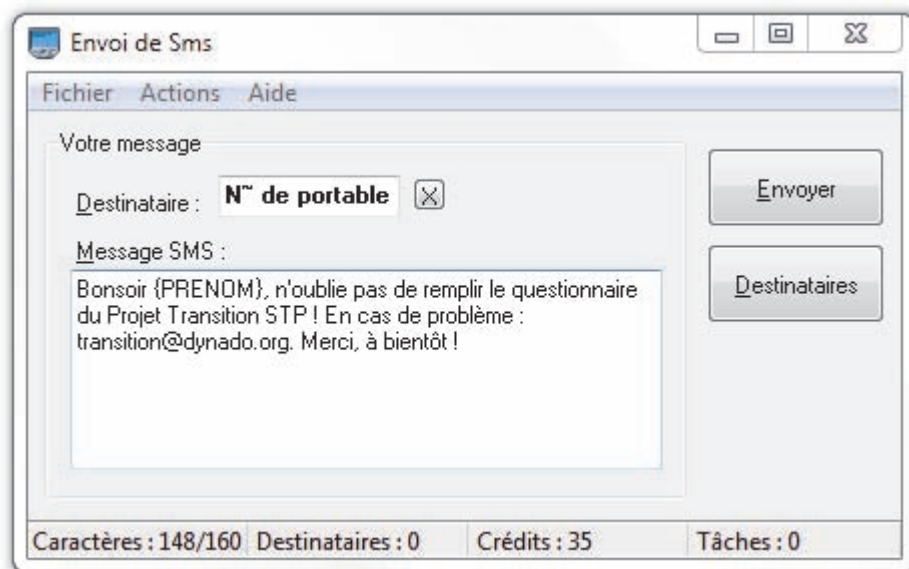 Envoi de Sms
Fichier Actions Aide
Votre message
Destinataire : N~ de portable X
Envoyer
Message SMS :
Destinataires
Bonsoir {PRENOM}, n'oublie pas de remplir le questionnaire
du Projet Transition STP ! En cas de problème :
transition@dynado.org. Merci, à bientôt !
Caractères : 148/160 Destinataires : 0 Crédits : 35 Tâches : 0